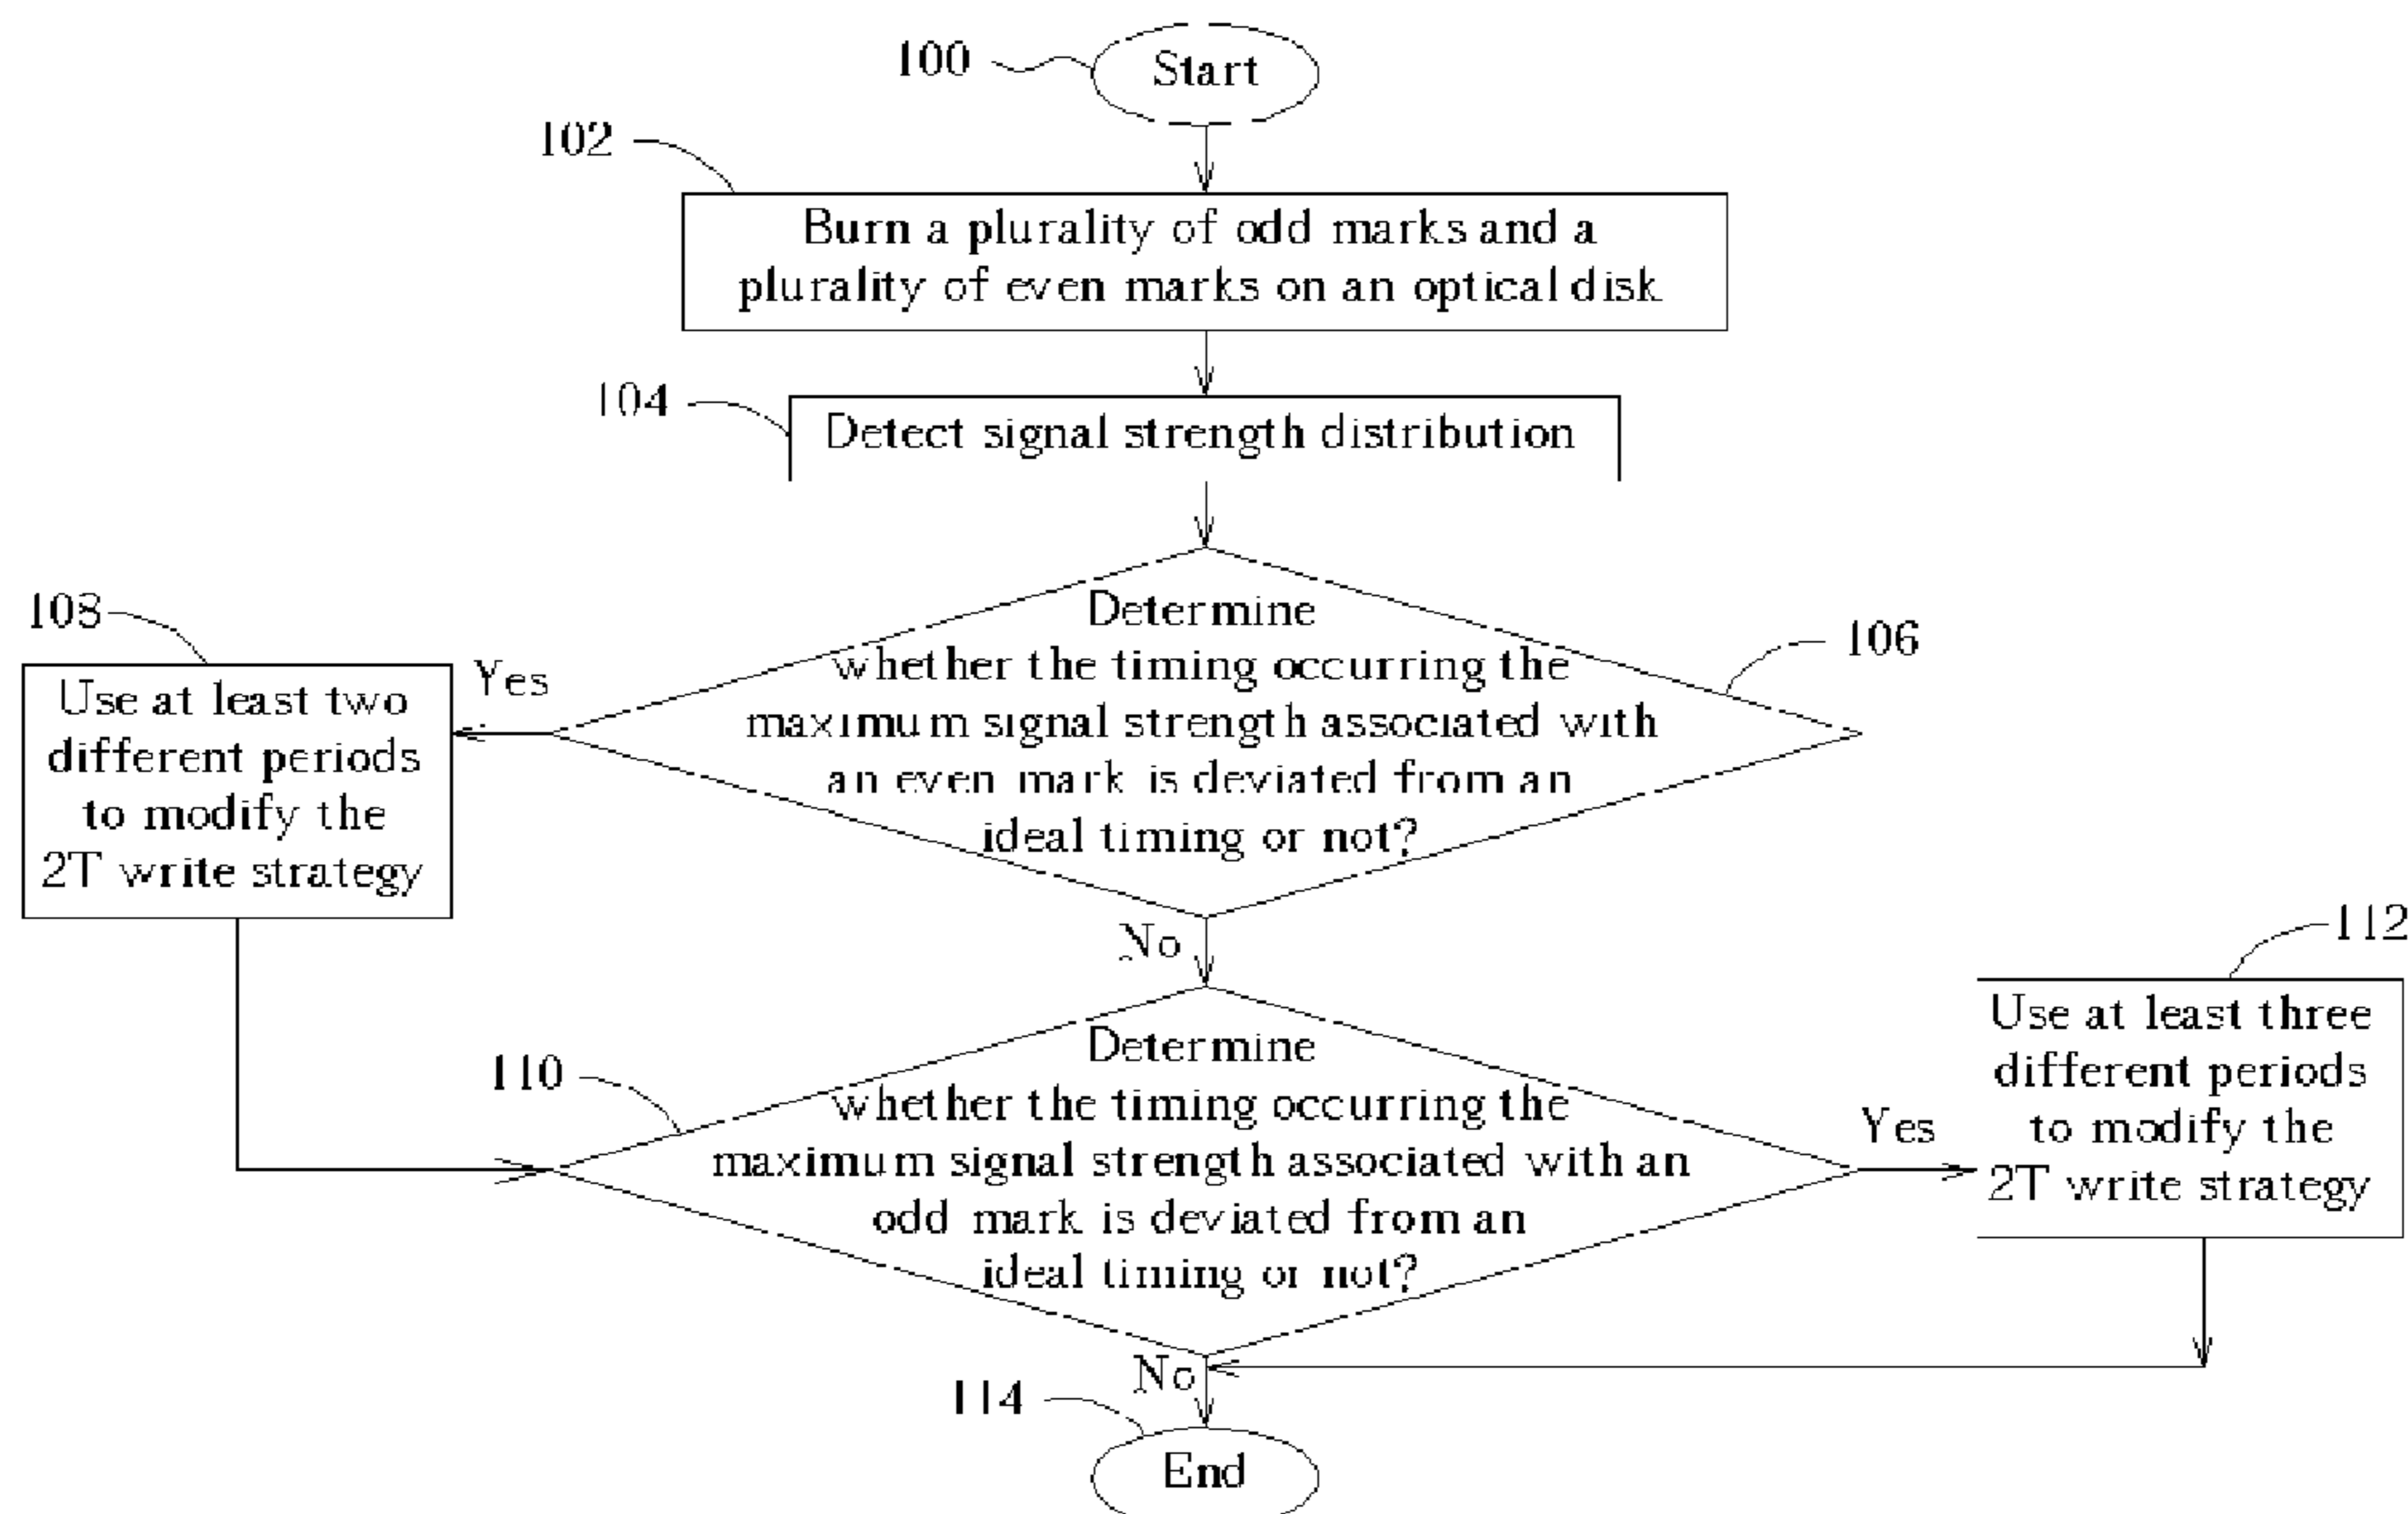 100
Start
102
Burn a plurality of odd marks and a
plurality of even marks on an optical disk
104
Detect signal strength distribution
106
Determine
whether the timing occurring the
maximum signal strength associated with
an even mark is deviated from an
ideal timing or not?
108
Yes
Use at least two
different periods
to modify the
2T write strategy
No
110
Determine
whether the timing occurring the
maximum signal strength associated with an
odd mark is deviated from an
ideal timing or not?
Yes
112
Use at least three
different periods
to modify the
2T write strategy
No
114
End